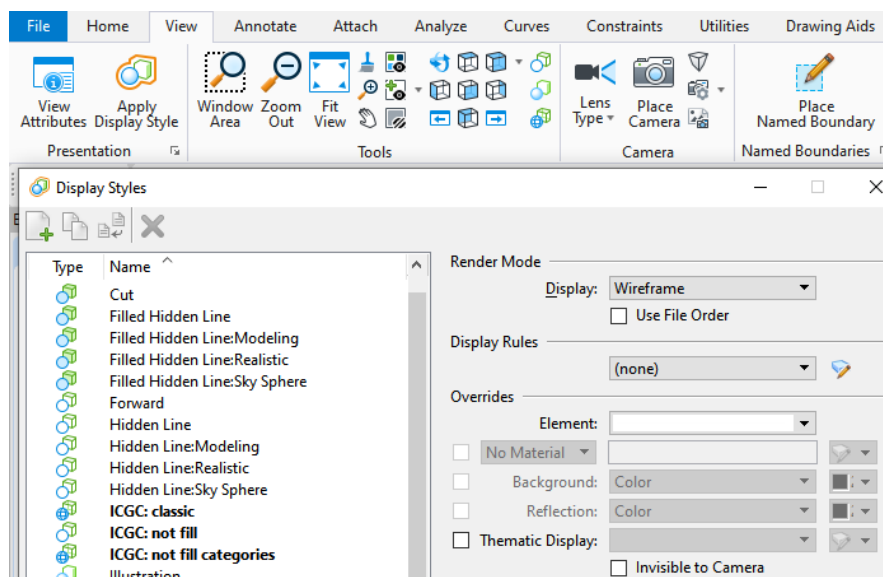 File Home View Annotate Attach Analyze Curves Constraints Utilities Drawing Aids
View Attributes
Apply Display Style
Window Area
Zoom Out
Fit View
Lens Type
Place Camera
Place Named Boundary
Presentation Tools Camera Named Boundaries
Display Styles
Type Name
Cut
Filled Hidden Line
Filled Hidden Line:Modeling
Filled Hidden Line:Realistic
Filled Hidden Line:Sky Sphere
Forward
Hidden Line
Hidden Line:Modeling
Hidden Line:Realistic
Hidden Line:Sky Sphere
ICGC: classic
ICGC: not fill
ICGC: not fill categories
Illustration
Render Mode
Display: Wireframe
Use File Order
Display Rules
(none)
Overrides
Element:
No Material
Background: Color
Reflection: Color
Thematic Display:
Invisible to Camera